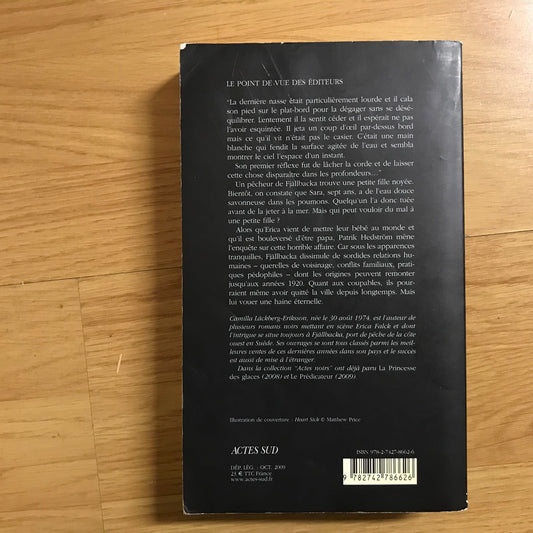 LE POINT DE VUE DES ÉDITEURS
“La dernière nasse était particulièrement lourde et il cala
son pied sur le plat-bord pour la dégager sans se désé-
quilibrer. Lentement il la sentit céder et il espérait ne pas
l'avoir esquintée. Il jeta un coup d'œil par-dessus bord
mais ce qu'il vit n'était pas le casier. C'était une main
blanche qui fendit la surface agitée de l'eau et sembla
montrer le ciel l'espace d'un instant.
Son premier réflexe fut de lâcher la corde et de laisser
cette chose disparaître dans les profondeurs...”
Un pêcheur de Fjällbacka trouve une petite fille noyée.
Bientôt, on constate que Sara, sept ans, a de l'eau douce
savonneuse dans les poumons. Quelqu'un l'a donc tuée
avant de la jeter à la mer. Mais qui peut vouloir du mal à
une petite fille ?
Alors qu'Erica vient de mettre leur bébé au monde et
qu'il est bouleversé d'être papa, Patrik Hedström mène
l'enquête sur cette horrible affaire. Car sous les apparences
tranquilles, Fjällbacka dissimule de sordides relations hu-
maines – querelles de voisinage, conflits familiaux, prati-
ques pédophiles – dont les origines peuvent remonter
jusqu'aux années 1920. Quant aux coupables, ils pour-
raient même avoir quitté la ville depuis longtemps. Mais
lui vouer une haine éternelle.
Camilla Läckberg-Eriksson, née le 30 août 1974, est l'auteur de
plusieurs romans noirs mettant en scène Erica Falck et dont
l'intrigue se situe toujours à Fjällbacka, port de pêche de la côte
ouest en Suède. Ses ouvrages se sont tous classés parmi les meil-
leures ventes de ces dernières années dans son pays et le succès
est aussi de mise à l'étranger.
Dans la collection “Actes noirs” ont déjà paru La Princesse
des glaces (2008) et Le Prédicateur (2009).
Illustration de couverture : Heart Sick © Matthew Price
ACTES SUD
DÉP. LÉG. : OCT. 2009
23 € TTC France
www.actes-sud.fr
ISBN 978-2-7427-8662-6
9 782742 786626